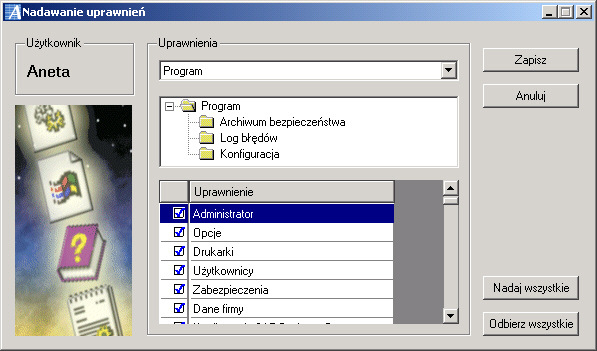 Nadawanie uprawnień
Użytkownik
Aneta
Uprawnienia
Program
Program
Archiwum bezpieczeństwa
Log błędów
Konfiguracja
Uprawnienie
Administrator
Opcje
Drukarki
Użytkownicy
Zabezpieczenia
Dane firmy
Zapisz
Anuluj
Nadaj wszystkie
Odbierz wszystkie